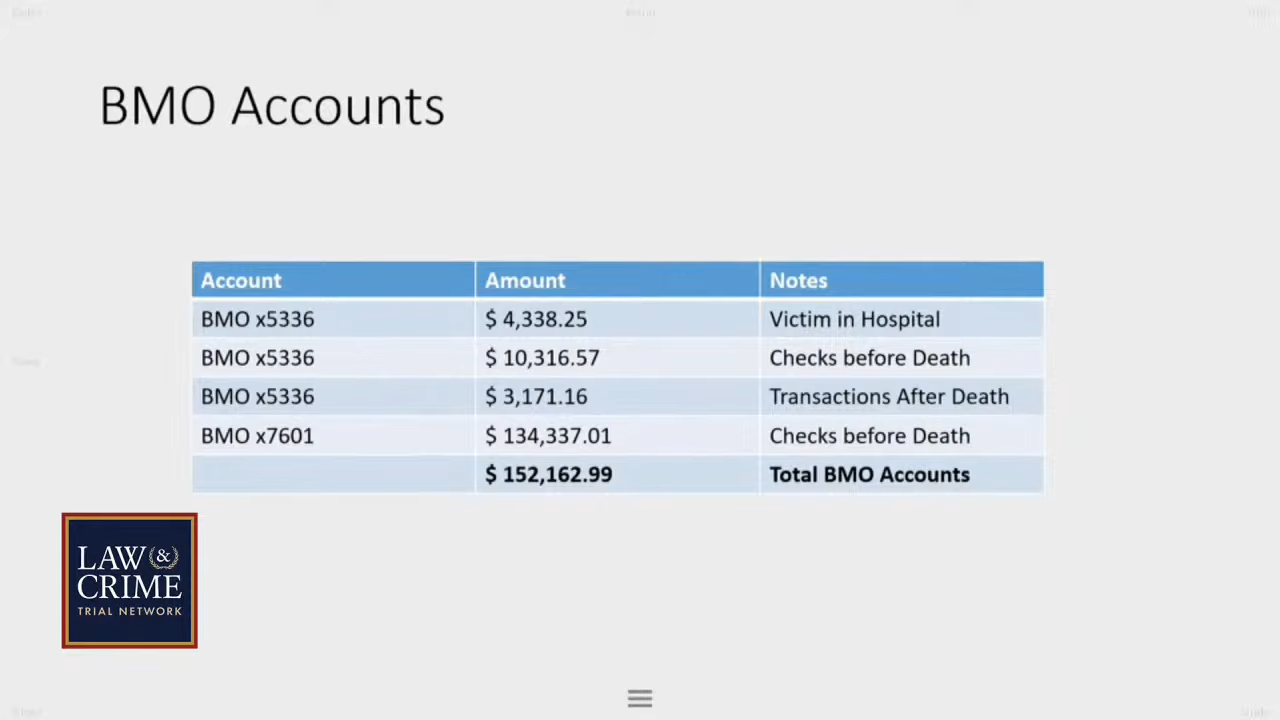 BMO Accounts
Account Amount Notes
BMO x5336 $ 4,338.25 Victim in Hospital
BMO x5336 $ 10,316.57 Checks before Death
BMO x5336 $ 3,171.16 Transactions After Death
BMO x7601 $ 134,337.01 Checks before Death
$ 152,162.99 Total BMO Accounts
LAW &
CRIME
TRIAL NETWORK